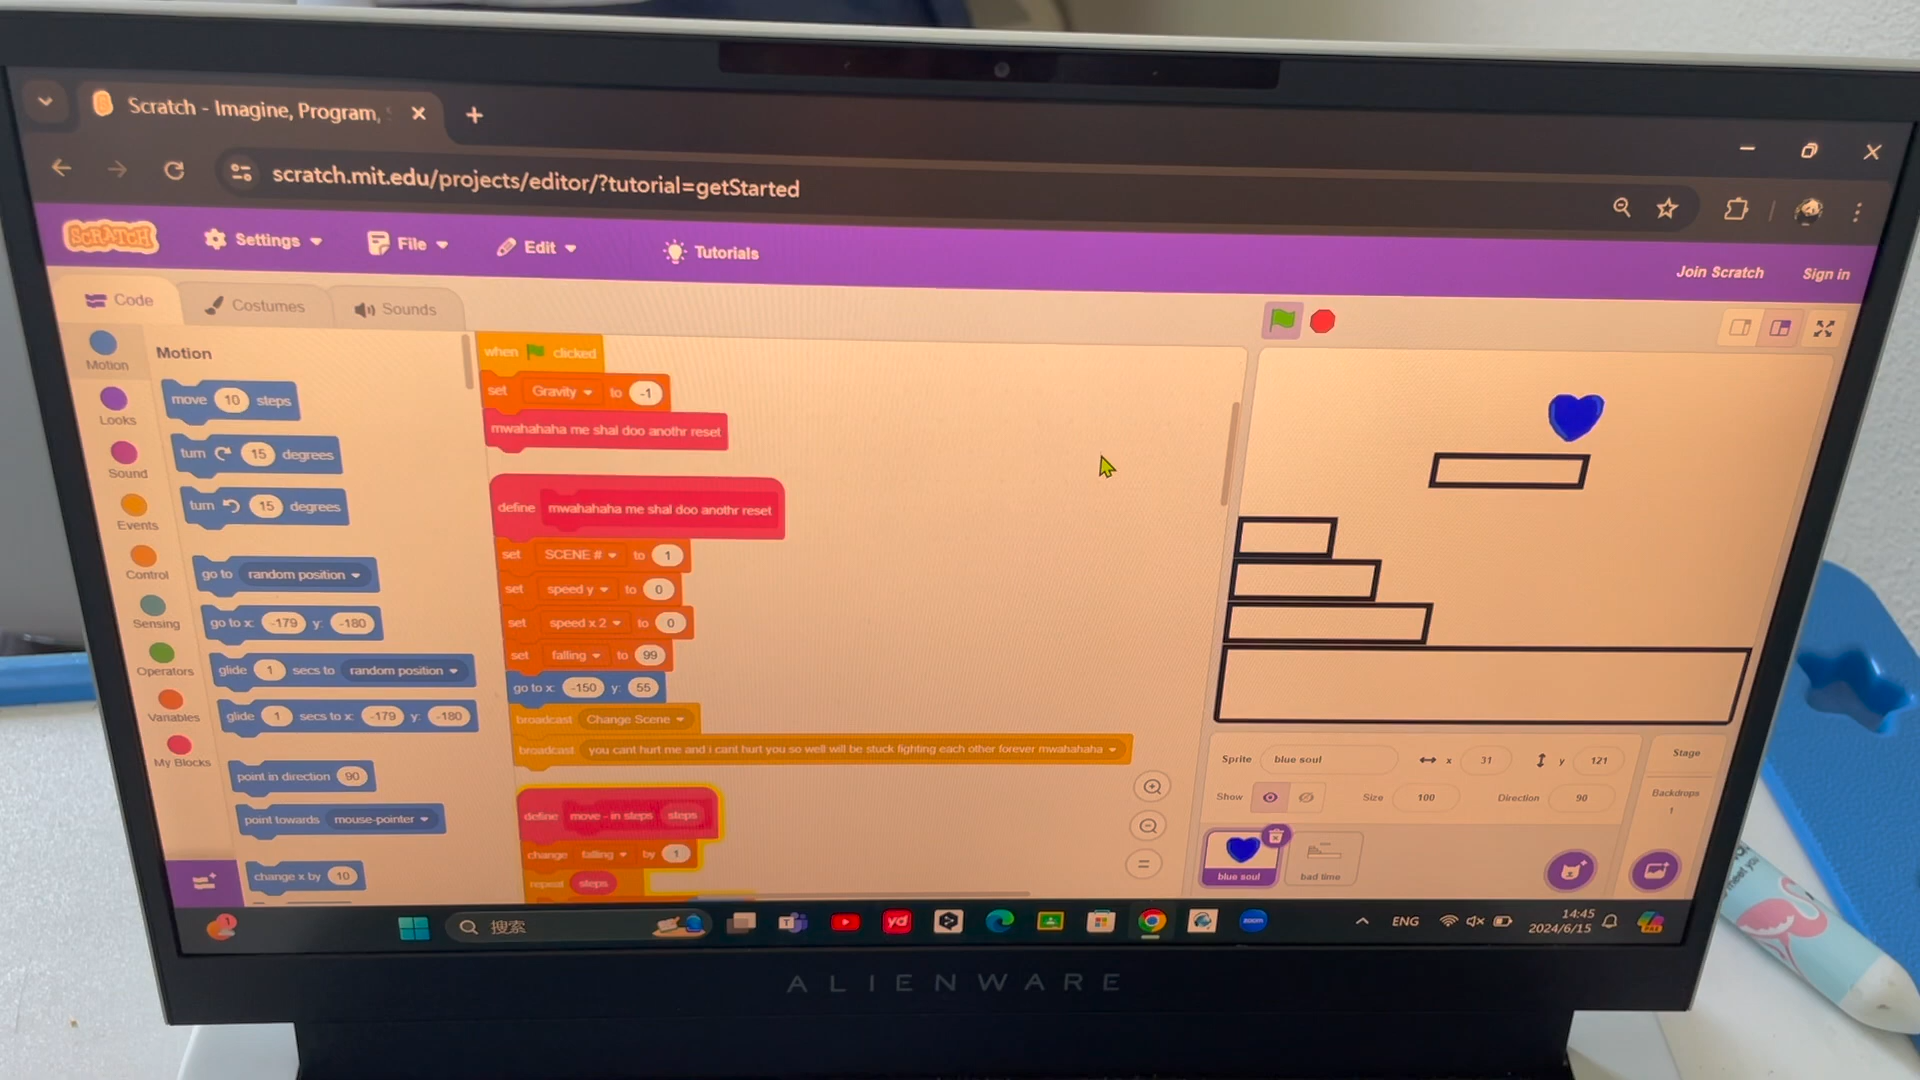 Scratch - Imagine, Program,
scratch.mit.edu/projects/editor/?tutorial=getStarted
SCRATCH
Settings
File
Edit
Tutorials
Join Scratch
Sign in
Code
Costumes
Sounds
Motion
Looks
Sound
Events
Control
Sensing
Operators
Variables
My Blocks
Motion
move 10 steps
turn 15 degrees
turn 15 degrees
go to random position
go to x: -179 y: -180
glide 1 secs to random position
glide 1 secs to x: -179 y: -180
point in direction 90
point towards mouse-pointer
change x by 10
when clicked
set Gravity to -1
mwahahaha me shal doo anothr reset
define mwahahaha me shal doo anothr reset
set SCENE # to 1
set speed y to 0
set speed x 2 to 0
set falling to 99
go to x: -150 y: 55
broadcast Change Scene
broadcast you cant hurt me and i cant hurt you so well will be stuck fighting each other forever mwahahaha
define move - in steps steps
change falling by 1
repeat steps
Sprite blue soul x 31 y 121
Show Size 100 Direction 90
blue soul
bad time
Stage
Backdrops
1
1
搜索
yd
zoom
ENG
14:45
2024/6/15
ALIENWARE